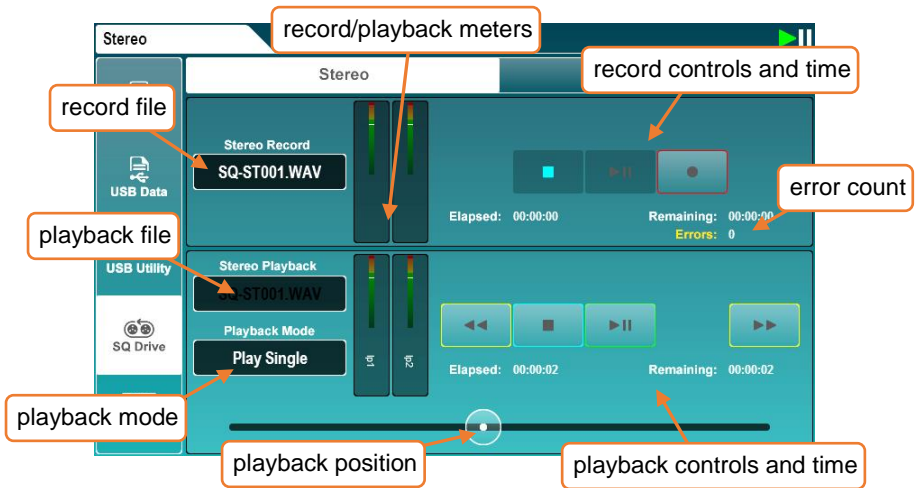 Stereo
record/playback meters
Stereo
record controls and time
record file
Stereo Record
SQ-ST001.WAV
USB Data
error count
Elapsed: 00:00:00
Remaining: 00:00:00
Errors: 0
playback file
USB Utility
Stereo Playback
SQ-ST001.WAV
SQ Drive
Playback Mode
Play Single
lp1
lp2
Elapsed: 00:00:02
Remaining: 00:00:02
playback mode
playback position
playback controls and time